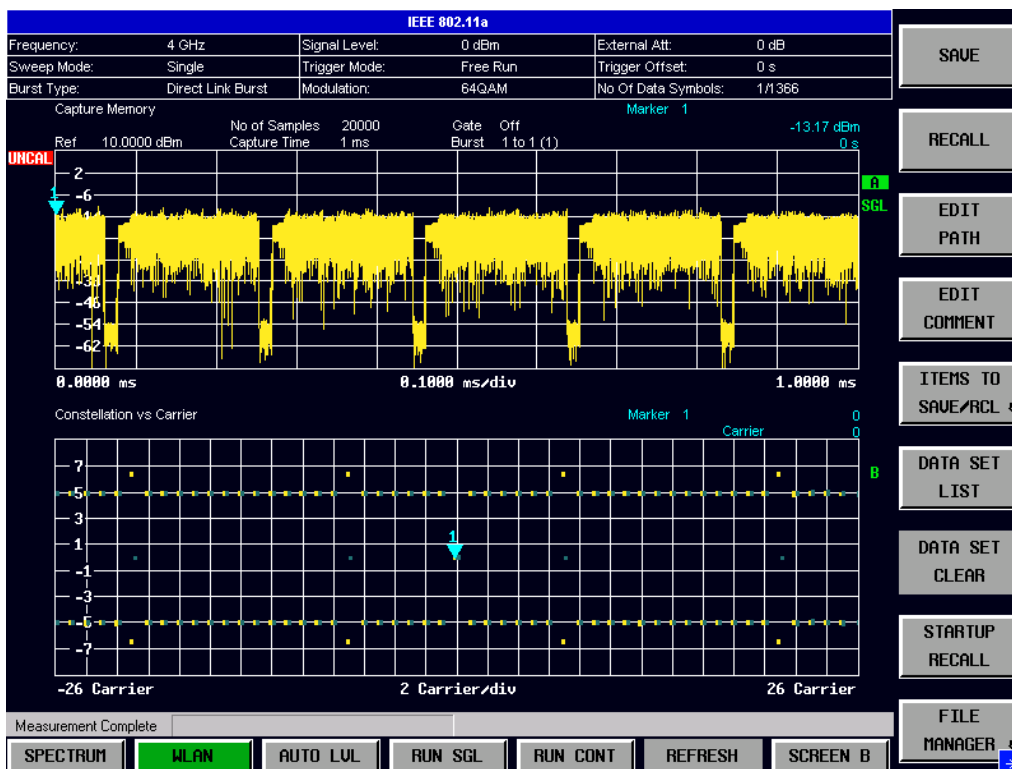 IEEE 802.11a
Frequency: 4 GHz Signal Level: 0 dBm External Att: 0 dB
Sweep Mode: Single Trigger Mode: Free Run Trigger Offset: 0 s
Burst Type: Direct Link Burst Modulation: 64QAM No Of Data Symbols: 1/1366
Capture Memory Marker 1
No of Samples 20000 Gate Off -13.17 dBm
Ref 10.0000 dBm Capture Time 1 ms Burst 1 to 1 (1) 0 s
UNCAL
2
A
1
-6
SGL
-38
-46
-54
-62
0.0000 ms 0.1000 ms/div 1.0000 ms
Constellation vs Carrier Marker 1 0
Carrier 0
7
B
5
3
1
1
-1
-3
-5
-7
-26 Carrier 2 Carrier/div 26 Carrier
Measurement Complete
SPECTRUM WLAN AUTO LVL RUN SGL RUN CONT REFRESH SCREEN B
SAVE
RECALL
EDIT
PATH
EDIT
COMMENT
ITEMS TO
SAVE/RCL
DATA SET
LIST
DATA SET
CLEAR
STARTUP
RECALL
FILE
MANAGER